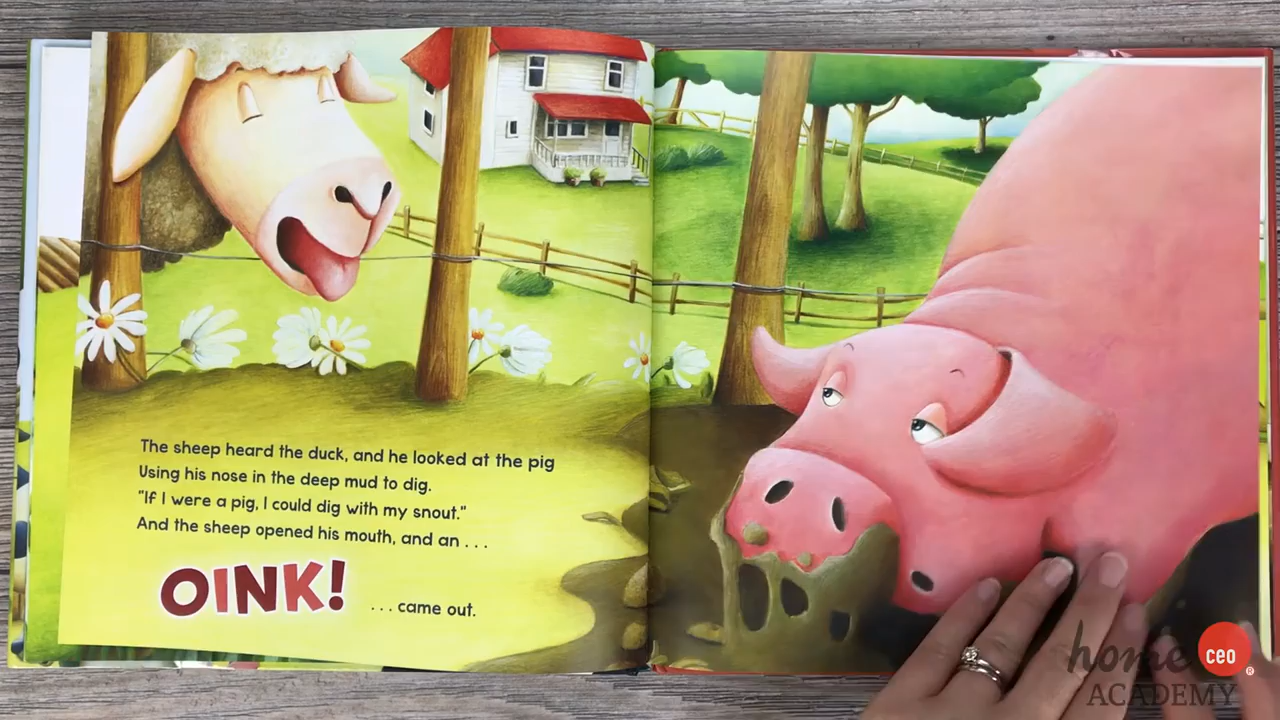 The sheep heard the duck, and he looked at the pig
Using his nose in the deep mud to dig.
"If I were a pig, I could dig with my snout."
And the sheep opened his mouth, and an . . .
OINK!
. . . came out.
home ceo ®
ACADEMY